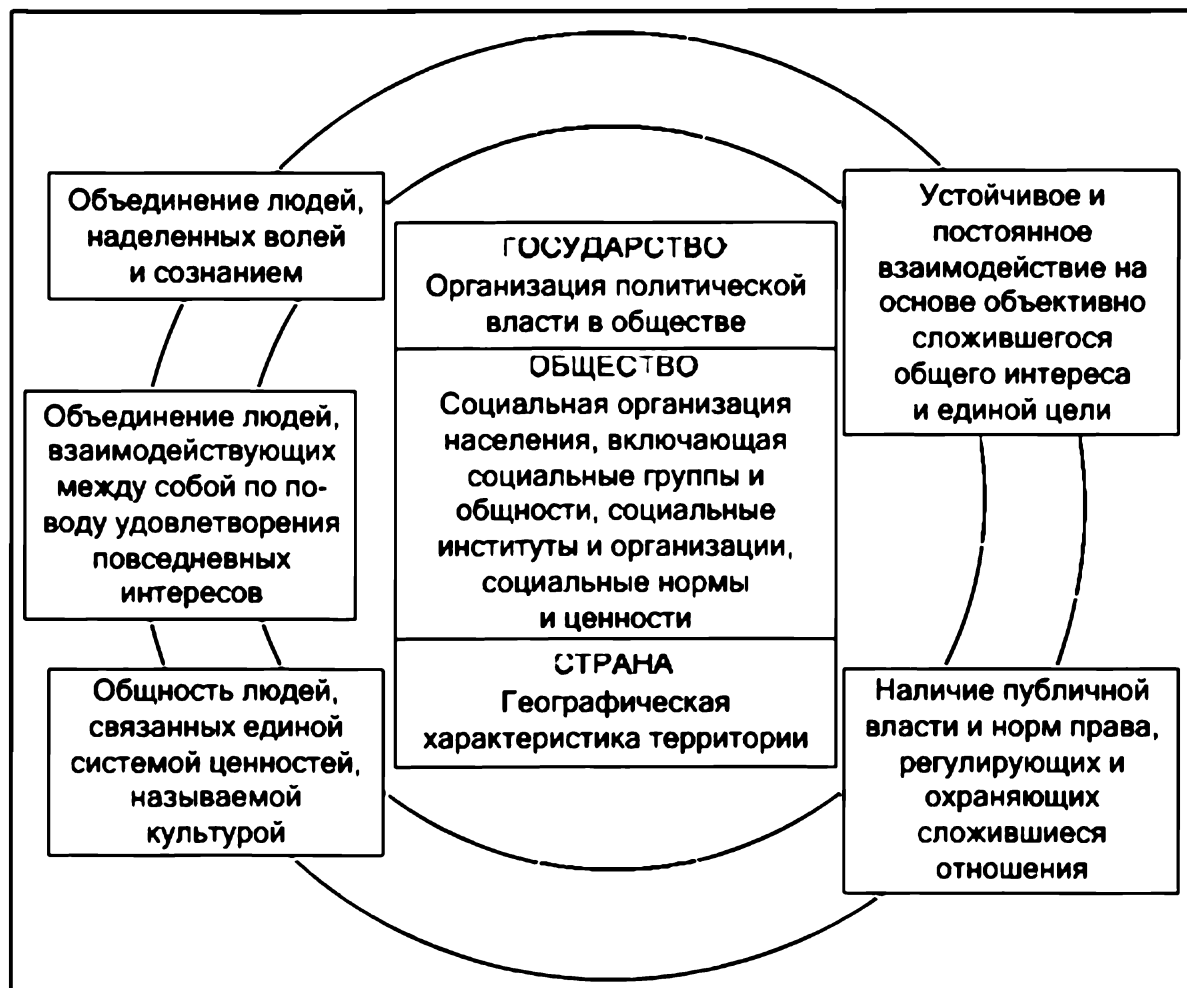 Объединение людей,
наделенных волей
и сознанием
Объединение людей,
взаимодействующих
между собой по по-
воду удовлетворения
повседневных
интересов
Общность людей,
связанных единой
системой ценностей,
называемой
культурой
ГОСУДАРСТВО
Организация политической
власти в обществе
ОБЩЕСТВО
Социальная организация
населения, включающая
социальные группы и
общности, социальные
институты и организации,
социальные нормы
и ценности
СТРАНА
Географическая
характеристика территории
Устойчивое и
постоянное
взаимодействие на
основе объективно
сложившегося
общего интереса
и единой цели
Наличие публичной
власти и норм права,
регулирующих и
охраняющих
сложившиеся
отношения